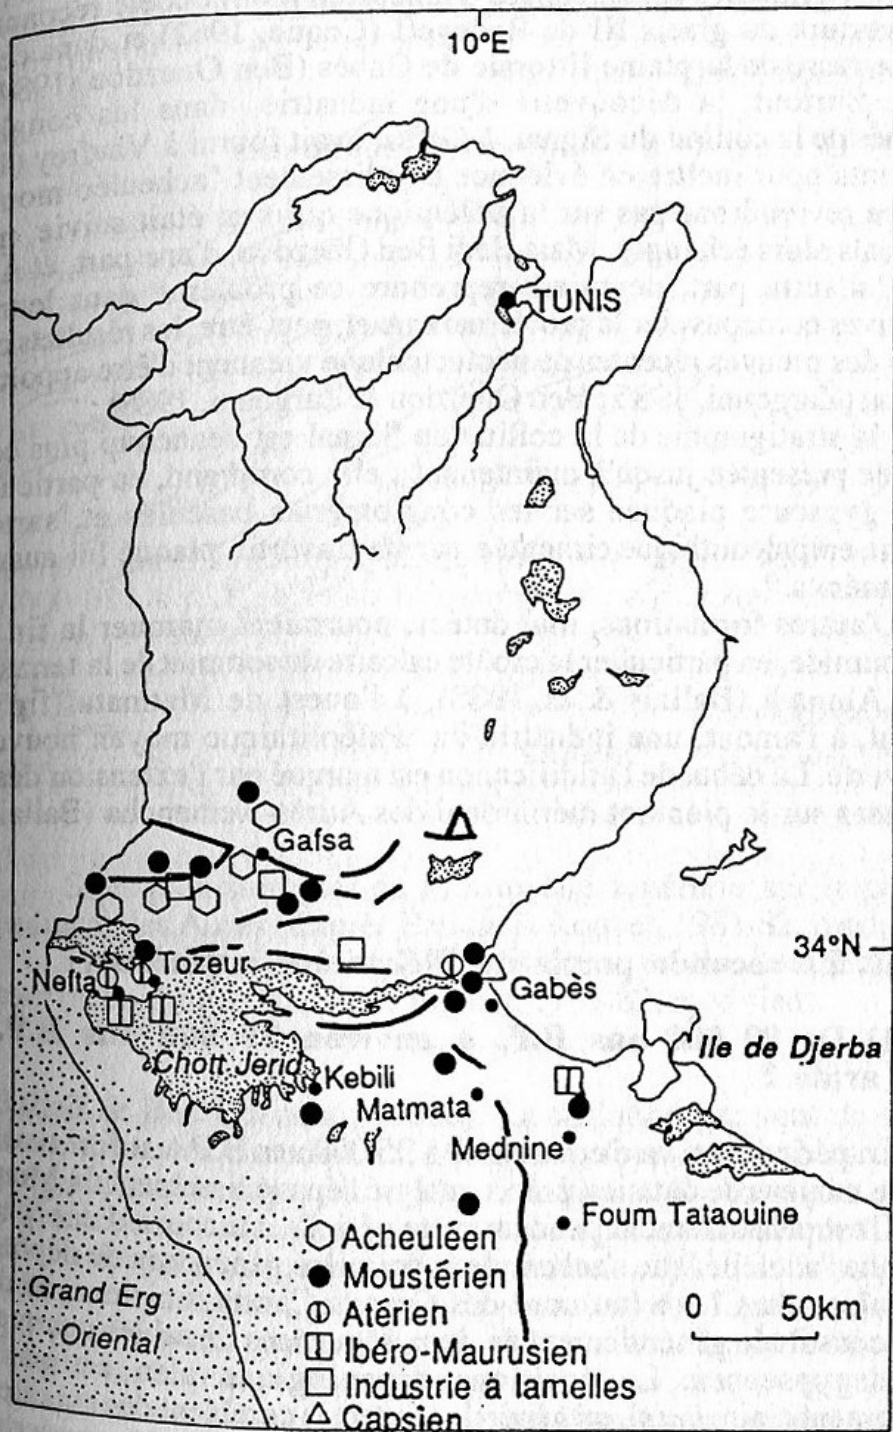 10°E
TUNIS
Gafsa
34°N
Tozeur
Nefta
Gabés
Ile de Djerba
Chott Jerid
Kebili
Matmata
Mednine
Foum Tataouine
Acheuléen
Moustérien
Atérien
Ibéro-Maurusien
Industrie à lamelles
Capsien
Grand Erg
Oriental
0 50km